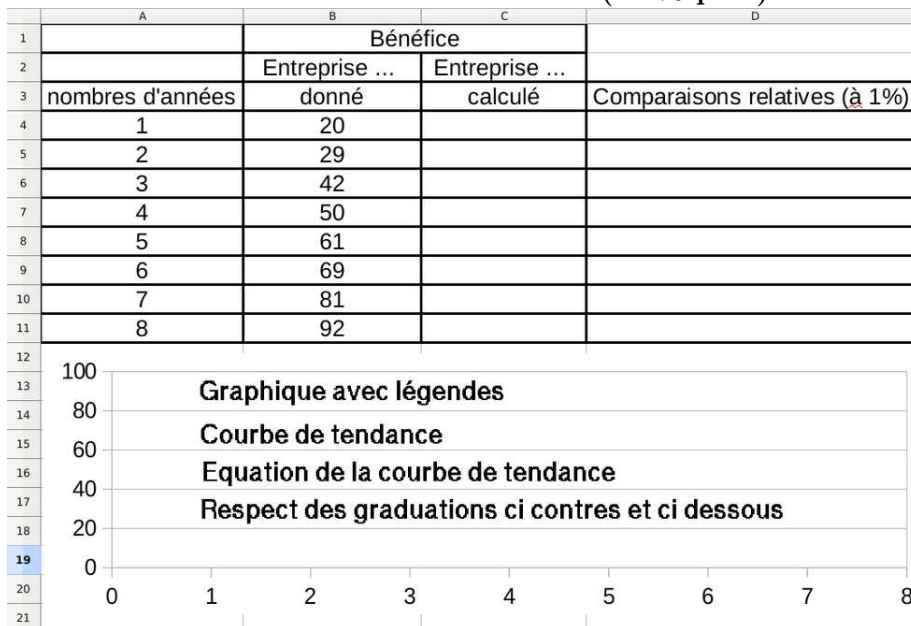 A B C D
1 Bénéfice
2 Entreprise ... Entreprise ...
3 nombres d'années donné calculé Comparaisons relatives (à 1%)
4 1 20
5 2 29
6 3 42
7 4 50
8 5 61
9 6 69
10 7 81
11 8 92
12
13 100 Graphique avec légendes
14 80
15 60 Courbe de tendance
16 40 Equation de la courbe de tendance
17 Respect des graduations ci contres et ci dessous
18 20
19 0
20 0 1 2 3 4 5 6 7 8
21